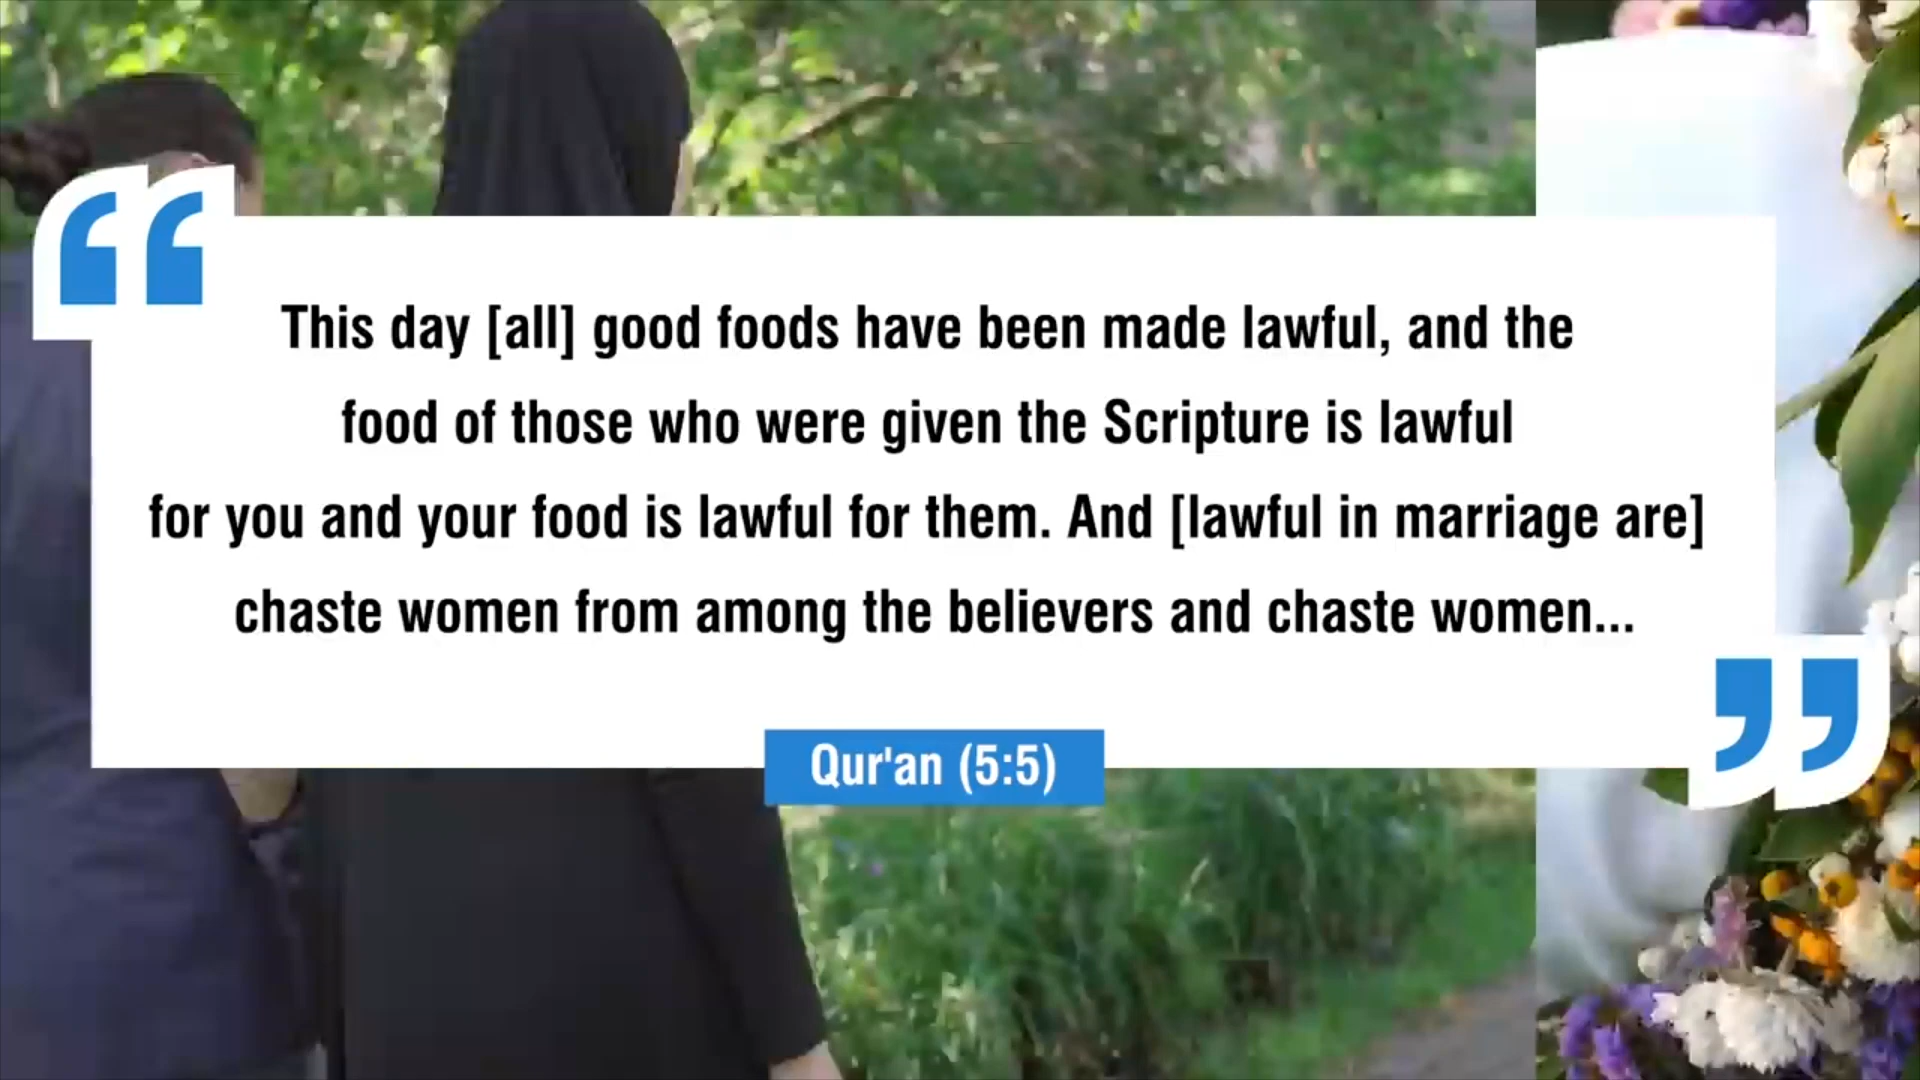 This day [all] good foods have been made lawful, and the
food of those who were given the Scripture is lawful
for you and your food is lawful for them. And [lawful in marriage are]
chaste women from among the believers and chaste women...
Qur'an (5:5)